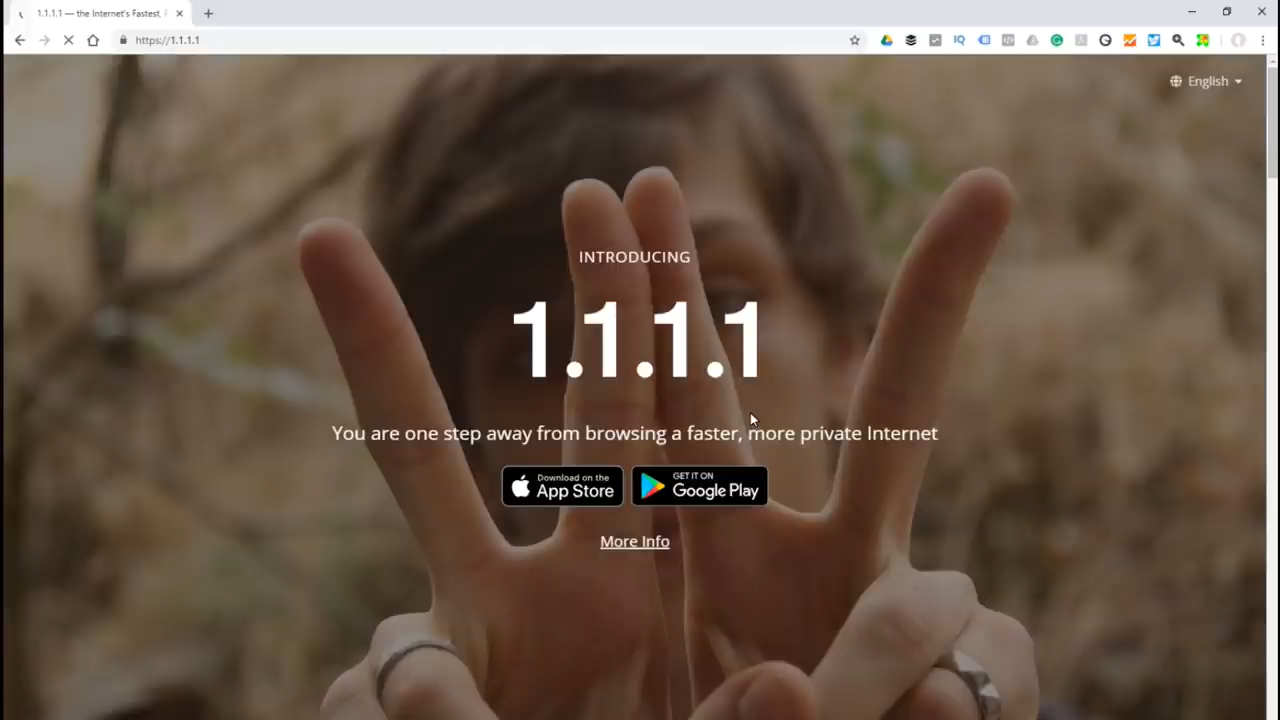 1.1.1.1 — the Internet's Fastest,
https://1.1.1.1
English
INTRODUCING
1.1.1.1
You are one step away from browsing a faster, more private Internet
Download on the
App Store
GET IT ON
Google Play
More Info